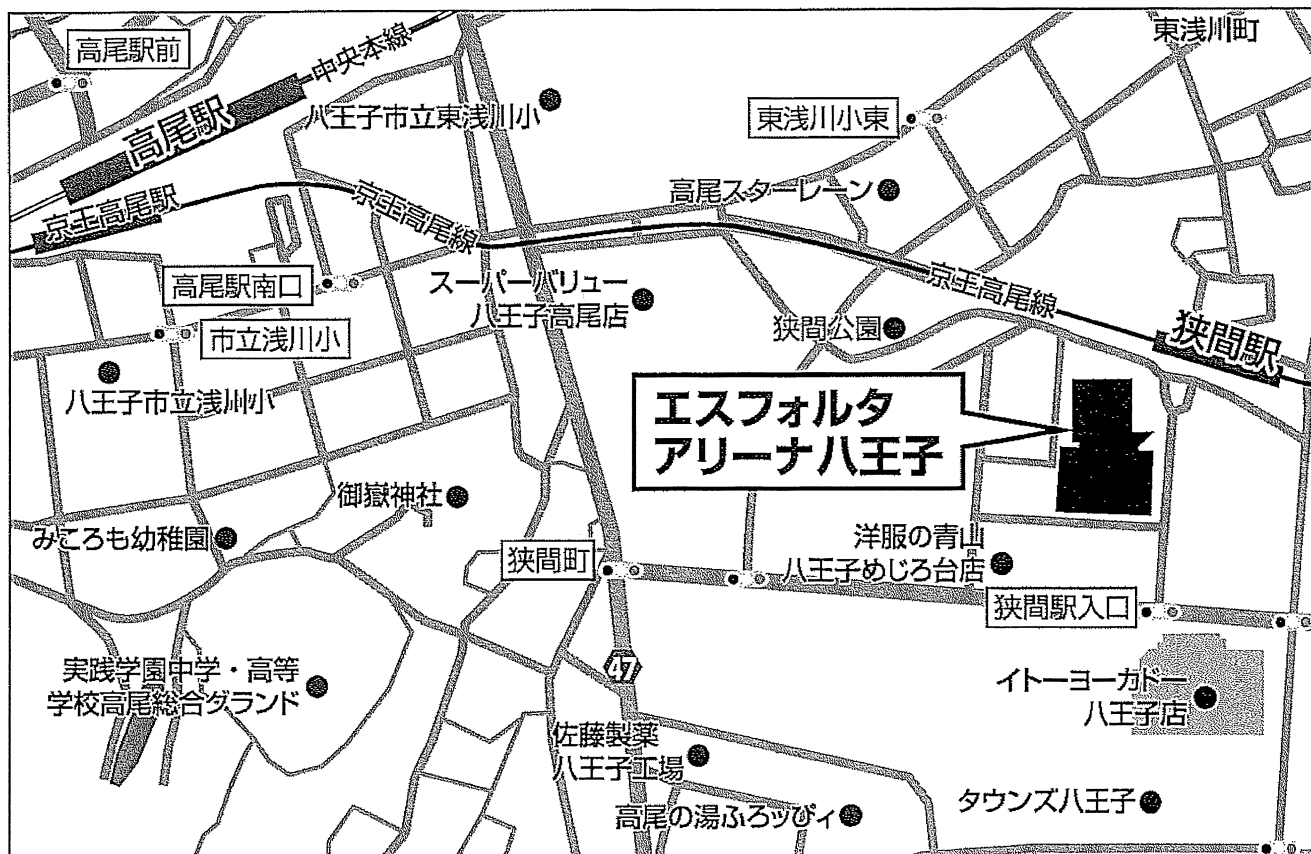 高尾駅前
中央本線
東浅川町
高尾駅
八王子市立東浅川小
東浅川小東
京王高尾駅
京王高尾線
高尾スターレーン
高尾駅南口
スーパーバリュー
八王子高尾店
京王高尾線
狭間公園
狭間駅
市立浅川小
八王子市立浅川小
エスフォルタ
アリーナ八王子
御嶽神社
みころも幼稚園
狭間町
洋服の青山
八王子めじろ台店
狭間駅入口
47
実践学園中学・高等
学校高尾総合グランド
イトーヨーカドー
八王子店
佐藤製薬
八王子工場
高尾の湯ふろッぴィ
タウンズ八王子